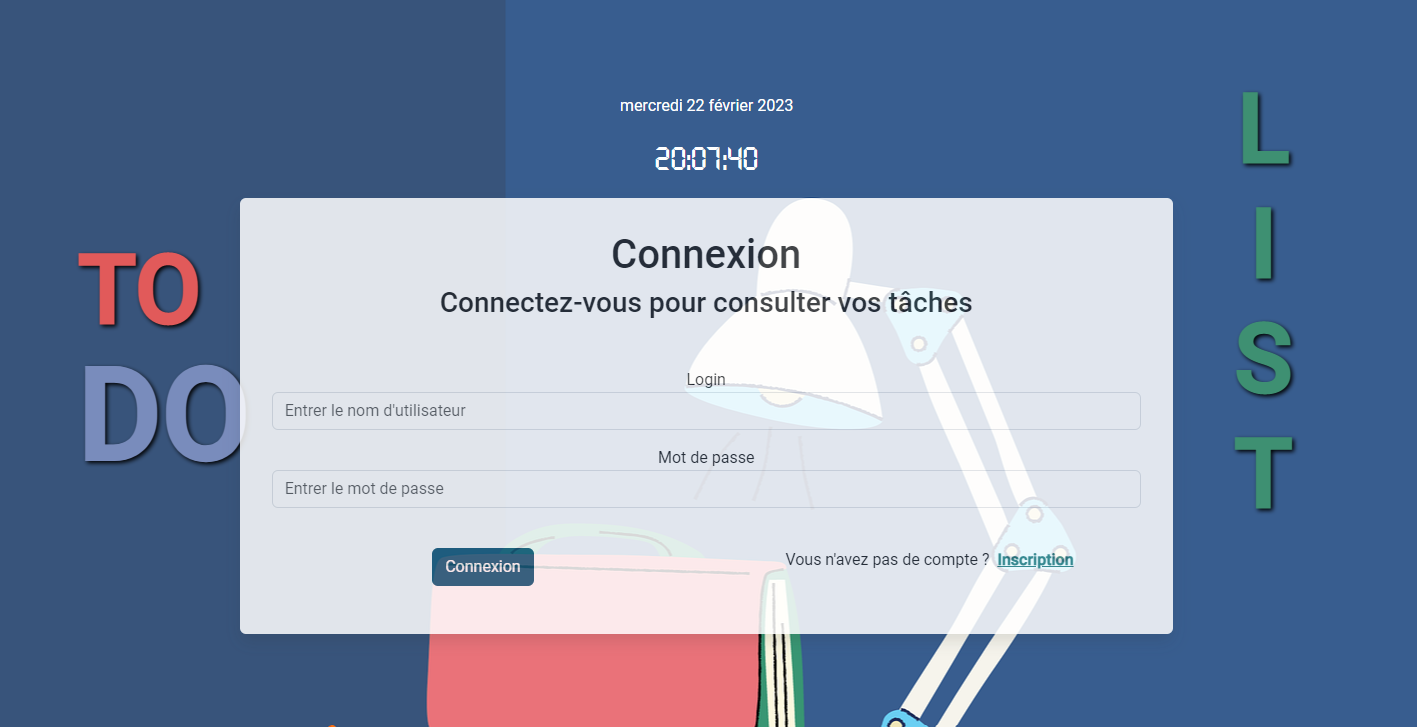 mercredi 22 février 2023
20:07:40
TO
DO
L
I
S
T
Connexion
Connectez-vous pour consulter vos tâches
Login
Entrer le nom d'utilisateur
Mot de passe
Entrer le mot de passe
Connexion
Vous n'avez pas de compte ? Inscription